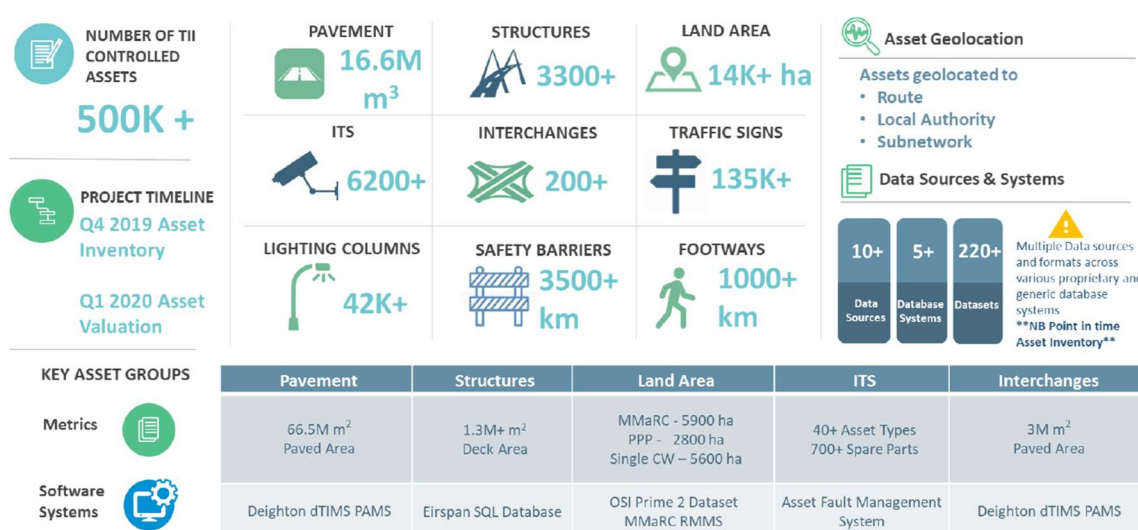 NUMBER OF TII
CONTROLLED
ASSETS
500K +
PROJECT TIMELINE
Q4 2019 Asset
Inventory
Q1 2020 Asset
Valuation
PAVEMENT
16.6M
m³
STRUCTURES
3300+
LAND AREA
14K+ ha
ITS
6200+
INTERCHANGES
200+
TRAFFIC SIGNS
135K+
LIGHTING COLUMNS
42K+
SAFETY BARRIERS
3500+
km
FOOTWAYS
1000+
km
Asset Geolocation
Assets geolocated to
• Route
• Local Authority
• Subnetwork
Data Sources & Systems
10+
Data
Sources
5+
Database
Systems
220+
Datasets
Multiple Data sources
and formats across
various proprietary and
generic database
systems
**NB Point in time
Asset Inventory**
KEY ASSET GROUPS
Pavement Structures Land Area ITS Interchanges
Metrics
66.5M m²
Paved Area
1.3M+ m²
Deck Area
MMaRC - 5900 ha
PPP - 2800 ha
Single CW – 5600 ha
40+ Asset Types
700+ Spare Parts
3M m²
Paved Area
Software
Systems
Deighton dTIMS PAMS
Eirspan SQL Database
OSI Prime 2 Dataset
MMaRC RMMS
Asset Fault Management
System
Deighton dTIMS PAMS